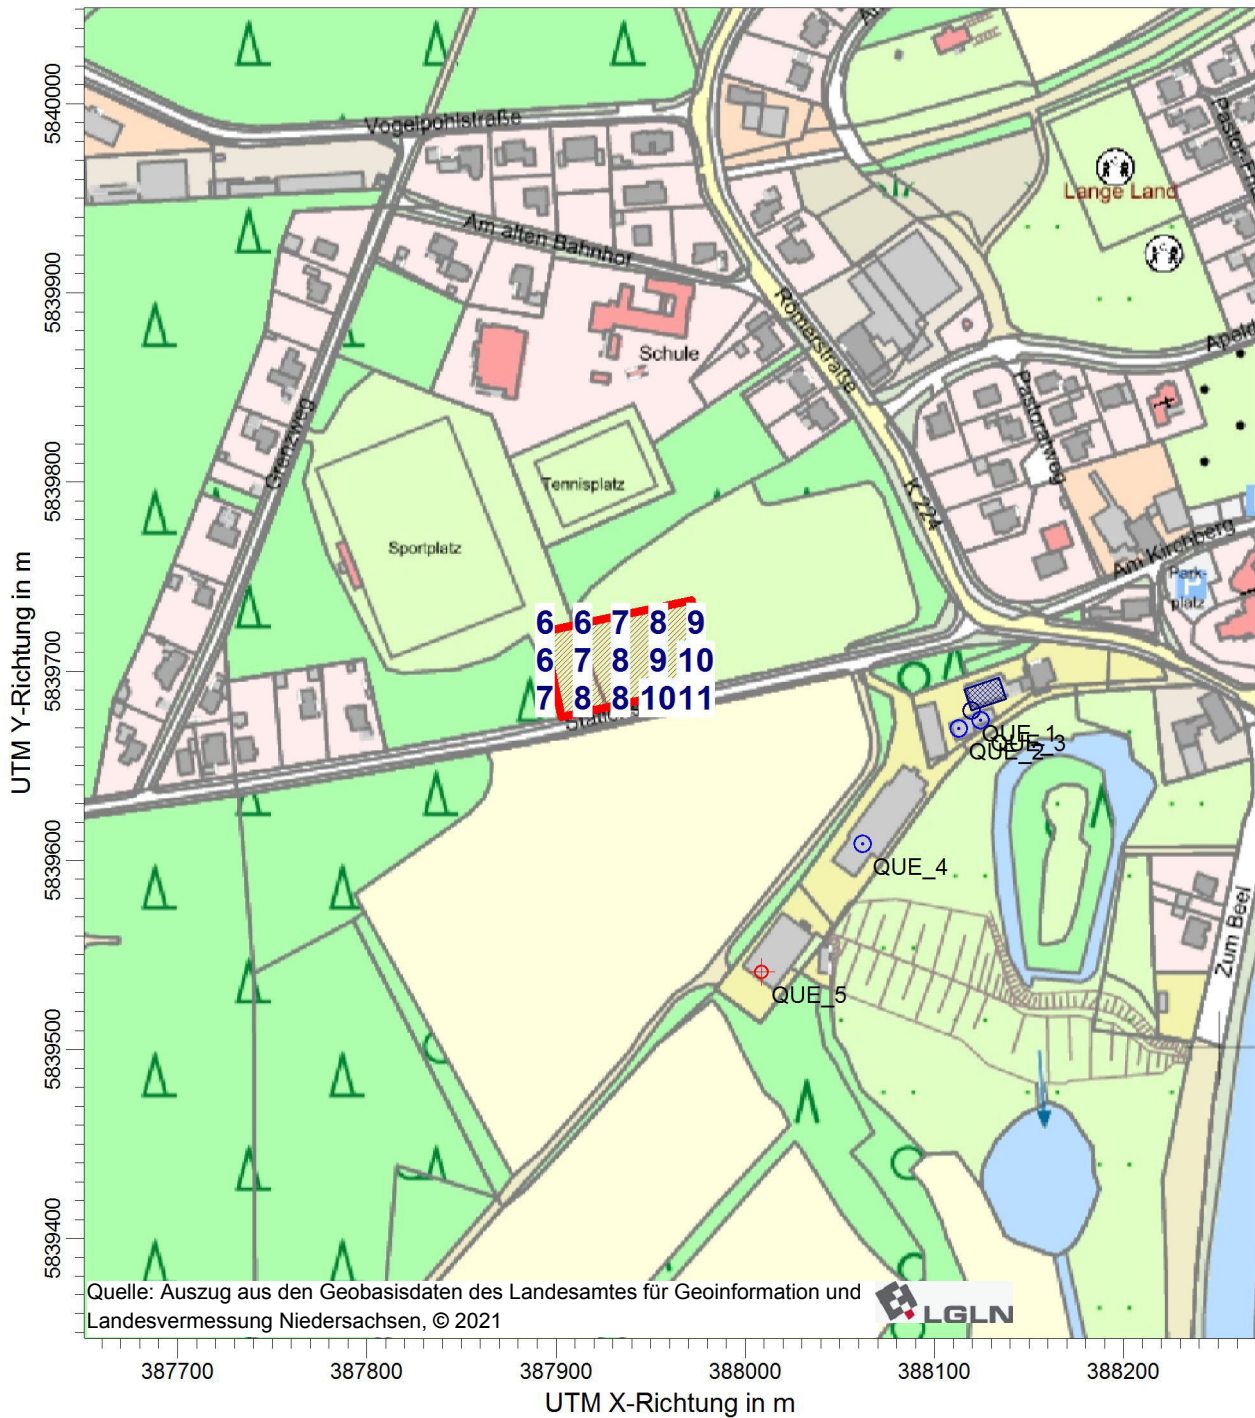 Vogelpohlstraße
Am alten Bahnhof
Römerstraße
Lange Land
Schule
Pastoratweg
Grenzweg
Tennisplatz
Sportplatz
K 224
Am Kirchberg
Park-
platz
P
6 6 7 8 9
6 7 8 9 10
7 8 8 10 11
QUE_1
QUE_2
QUE_3
QUE_4
QUE_5
Zum Beel
Quelle: Auszug aus den Geobasisdaten des Landesamtes für Geoinformation und
Landesvermessung Niedersachsen, © 2021
LGLN
5840000
5839900
5839800
5839700
5839600
5839500
5839400
UTM Y-Richtung in m
387700 387800 387900 388000 388100 388200
UTM X-Richtung in m